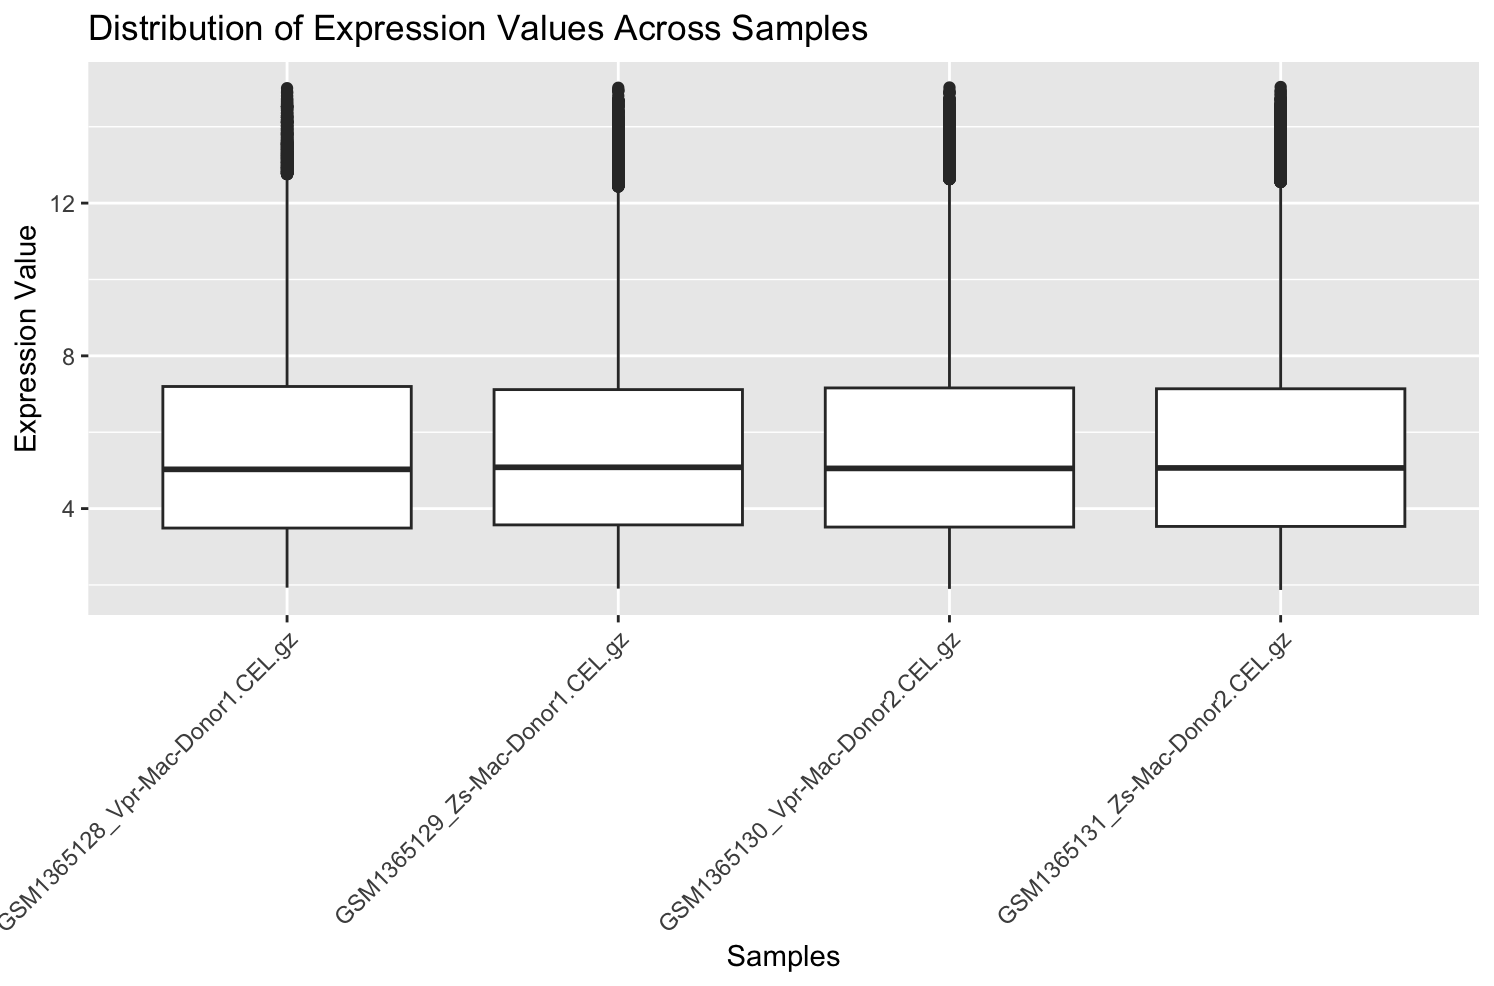 Distribution of Expression Values Across Samples
Expression Value
12
8
4
GSM1365128_Vpr-Mac-Donor1.CEL.gz
GSM1365129_Zs-Mac-Donor1.CEL.gz
GSM1365130_Vpr-Mac-Donor2.CEL.gz
GSM1365131_Zs-Mac-Donor2.CEL.gz
Samples